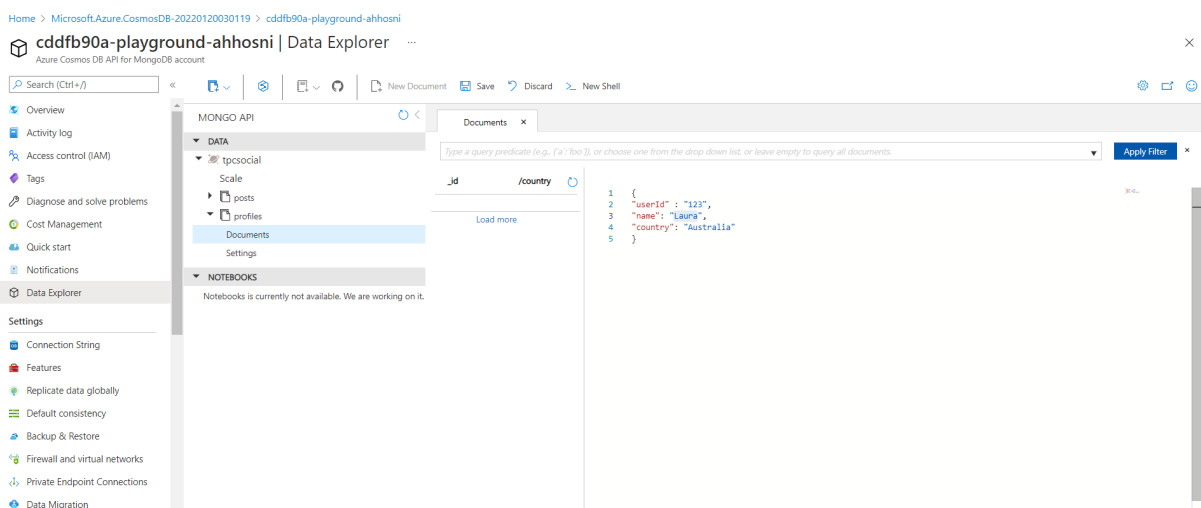 Home > Microsoft.Azure.CosmosDB-20220120030119 > cddfb90a-playground-ahhosni
cddfb90a-playground-ahhosni | Data Explorer ...
Azure Cosmos DB API for MongoDB account
Search (Ctrl+/)
Overview
Activity log
Access control (IAM)
Tags
Diagnose and solve problems
Cost Management
Quick start
Notifications
Data Explorer
Settings
Connection String
Features
Replicate data globally
Default consistency
Backup & Restore
Firewall and virtual networks
Private Endpoint Connections
Data Migration
New Document Save Discard >_ New Shell
MONGO API
DATA
tpcsocial
Scale
posts
profiles
Documents
Settings
NOTEBOOKS
Notebooks is currently not available. We are working on it.
Documents
Type a query predicate (e.g., {'a':'foo'}), or choose one from the drop down list, or leave empty to query all documents.
Apply Filter
_id /country
Load more
1 {
2 "userId" : "123",
3 "name": "Laura",
4 "country": "Australia"
5 }